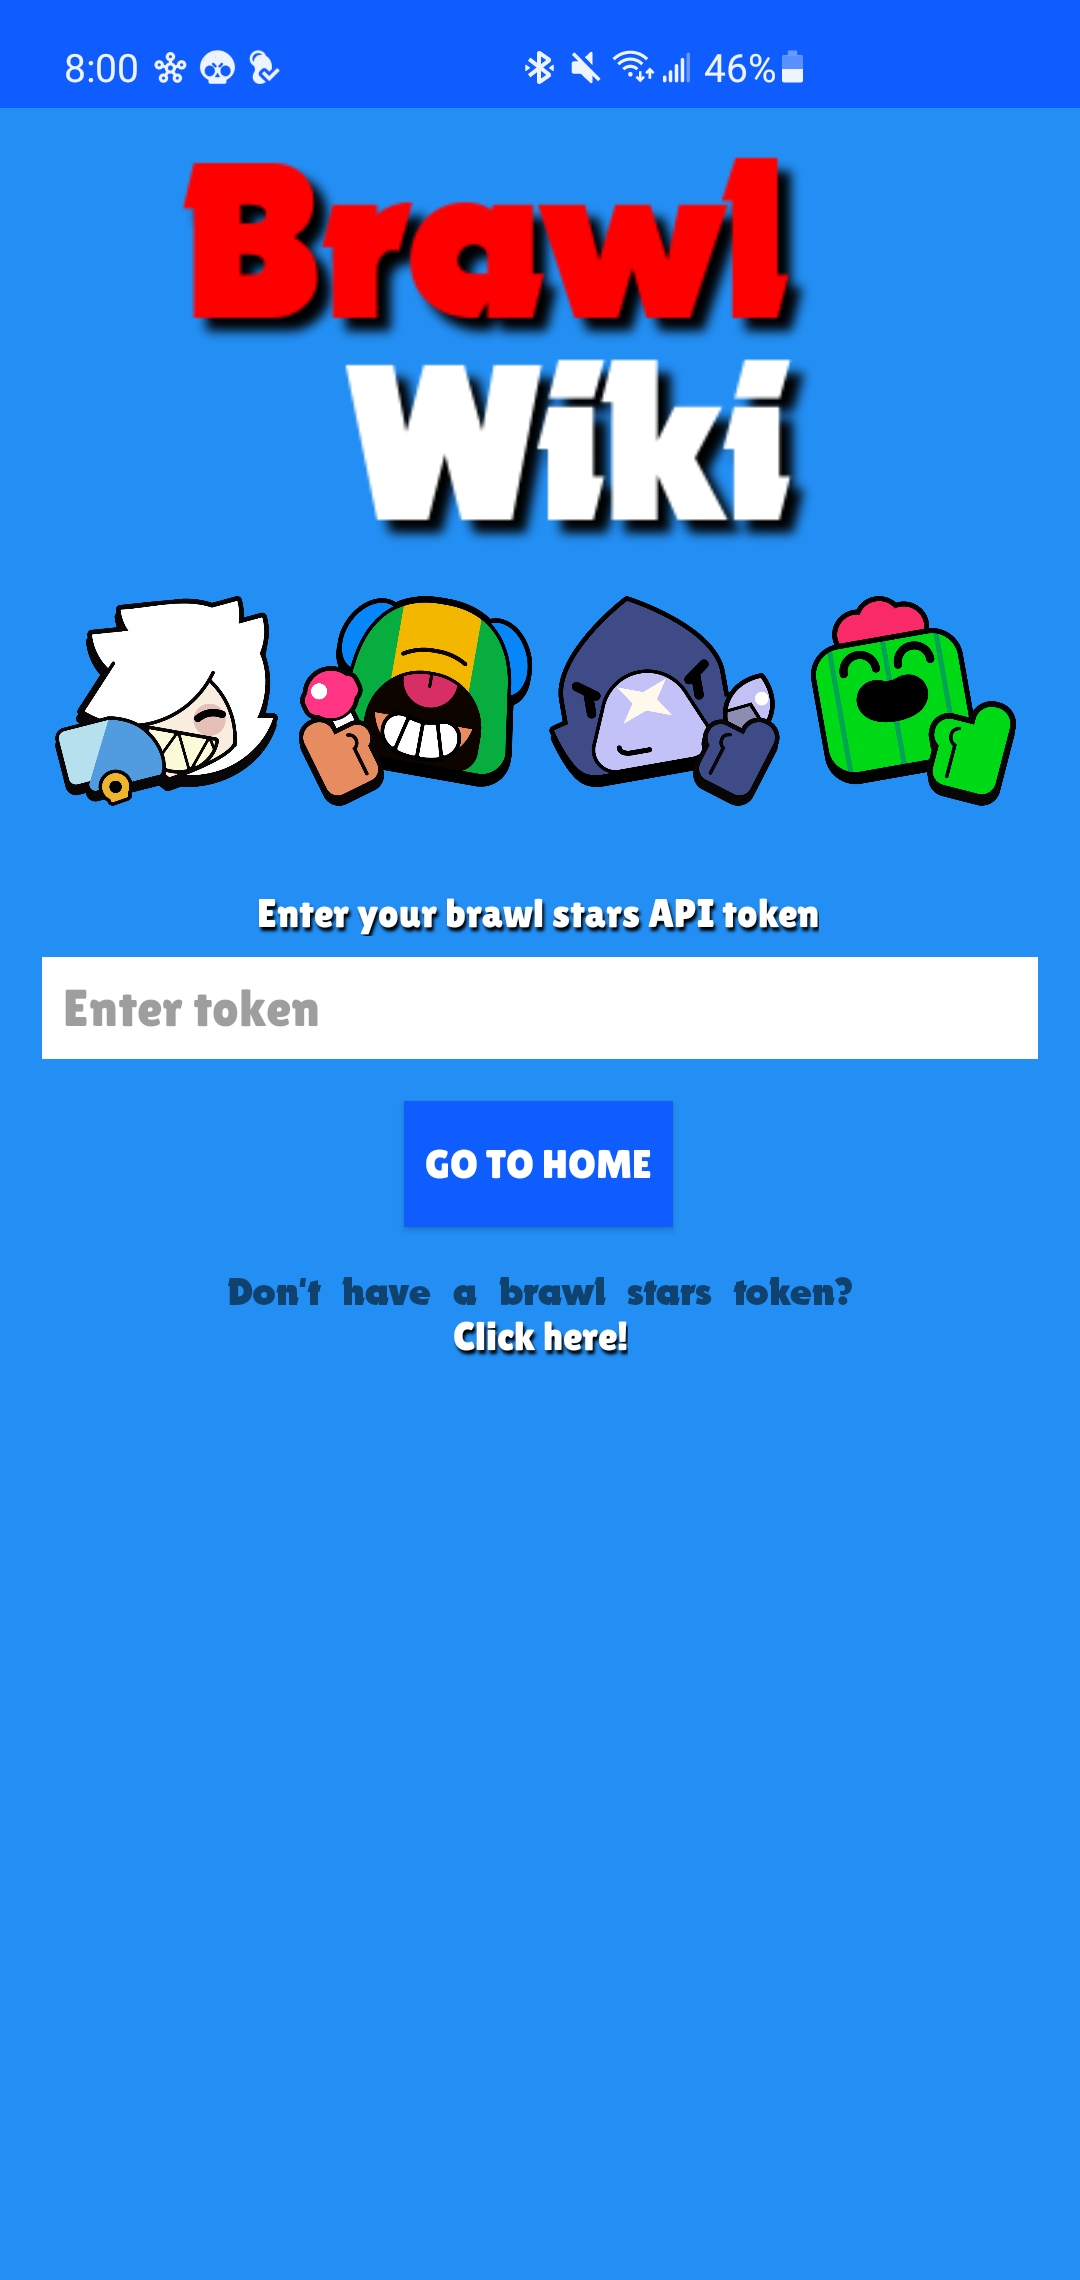 8:00 46%
Brawl
Wiki
Enter your brawl stars API token
Enter token
GO TO HOME
Don't have a brawl stars token?
Click here!